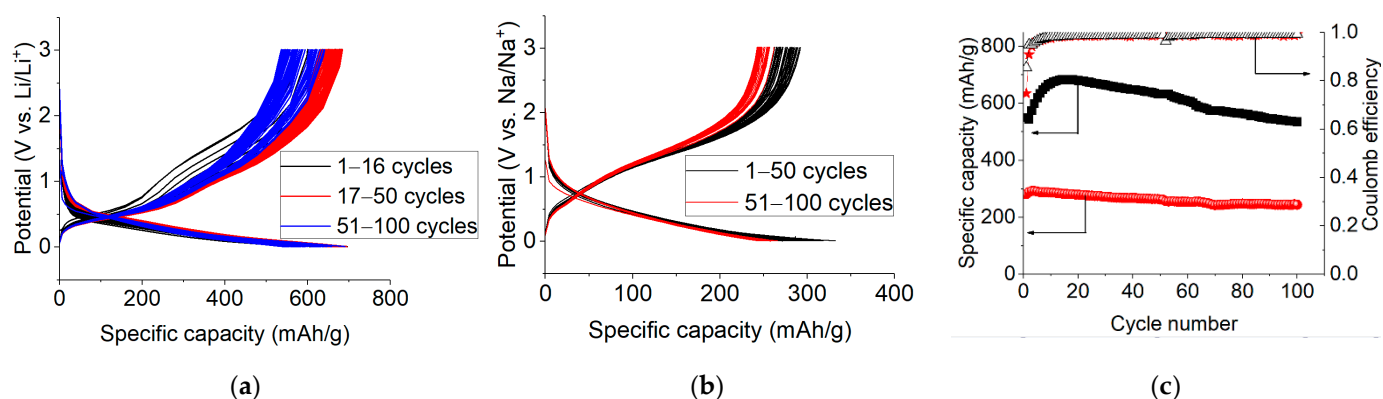 Potential (V vs. Li/Li+)
3
2
1
0
0
200
400
600
800
Specific capacity (mAh/g)
1–16 cycles
17–50 cycles
51–100 cycles
(a)
Potential (V vs. Na/Na+)
3
2
1
0
0
100
200
300
400
Specific capacity (mAh/g)
1–50 cycles
51–100 cycles
(b)
Specific capacity (mAh/g)
800
600
400
200
0
0
20
40
60
80
100
Cycle number
1.0
0.8
0.6
0.4
0.2
0.0
Coulomb efficiency
(c)